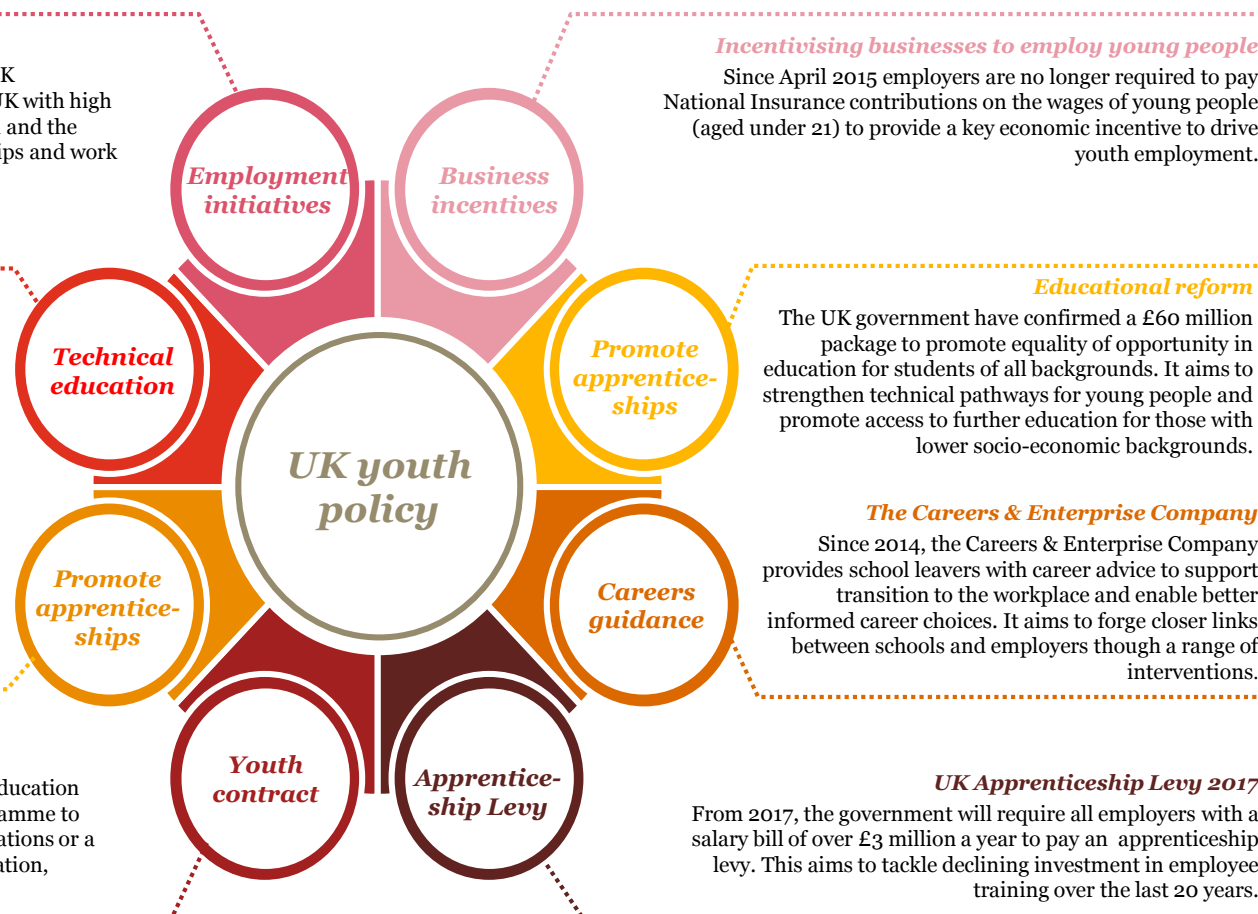 K
UK with high
and the
ips and work
Incentivising businesses to employ young people
Since April 2015 employers are no longer required to pay
National Insurance contributions on the wages of young people
(aged under 21) to provide a key economic incentive to drive
youth employment.
Employment
initiatives
Business
incentives
Technical
education
Promote
apprentice-
ships
Educational reform
The UK government have confirmed a £60 million
package to promote equality of opportunity in
education for students of all backgrounds. It aims to
strengthen technical pathways for young people and
promote access to further education for those with
lower socio-economic backgrounds.
UK youth
policy
Promote
apprentice-
ships
Careers
guidance
The Careers & Enterprise Company
Since 2014, the Careers & Enterprise Company
provides school leavers with career advice to support
transition to the workplace and enable better
informed career choices. It aims to forge closer links
between schools and employers though a range of
interventions.
ducation
amme to
ations or a
ation,
Youth
contract
Apprentice-
ship Levy
UK Apprenticeship Levy 2017
From 2017, the government will require all employers with a
salary bill of over £3 million a year to pay an apprenticeship
levy. This aims to tackle declining investment in employee
training over the last 20 years.